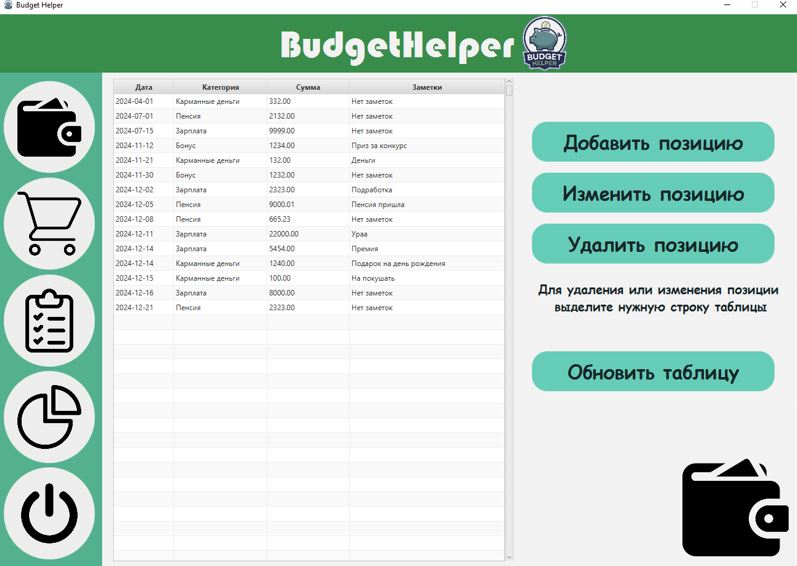 Budget Helper
BudgetHelper
BUDGET
HELPER
Дата Категория Сумма Заметки
2024-04-01 Карманные деньги 332.00 Нет заметок
2024-07-01 Пенсия 2132.00 Нет заметок
2024-07-15 Зарплата 9999.00 Нет заметок
2024-11-12 Бонус 1234.00 Приз за конкурс
2024-11-21 Карманные деньги 132.00 Деньги
2024-11-30 Бонус 1232.00 Нет заметок
2024-12-02 Зарплата 2323.00 Подработка
2024-12-05 Пенсия 9000.01 Пенсия пришла
2024-12-08 Пенсия 665.23 Нет заметок
2024-12-11 Зарплата 22000.00 Ураа
2024-12-14 Зарплата 5454.00 Премия
2024-12-14 Карманные деньги 1240.00 Подарок на день рождения
2024-12-15 Карманные деньги 100.00 На покушать
2024-12-16 Зарплата 8000.00 Нет заметок
2024-12-21 Пенсия 2323.00 Нет заметок
Добавить позицию
Изменить позицию
Удалить позицию
Для удаления или изменения позиции
выделите нужную строку таблицы
Обновить таблицу